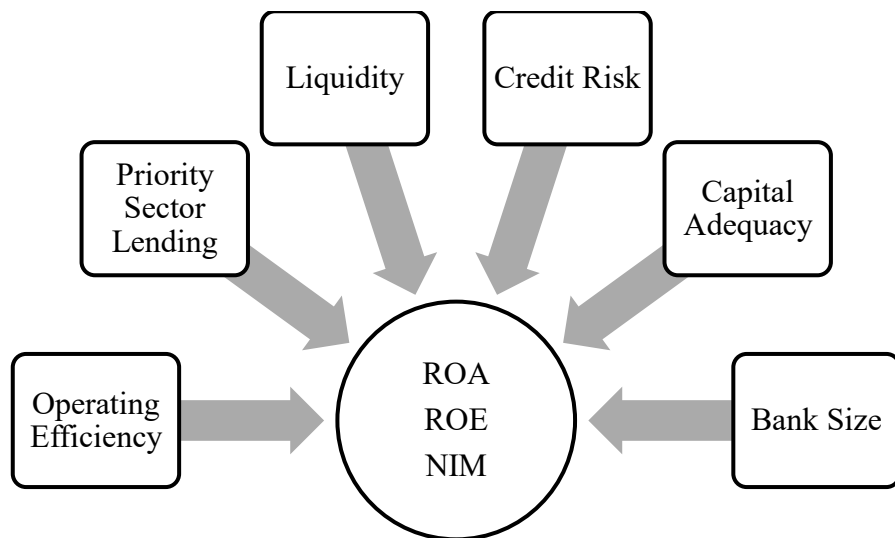 Liquidity
Credit Risk
Priority
Sector
Lending
Capital
Adequacy
Operating
Efficiency
ROA
ROE
NIM
Bank Size